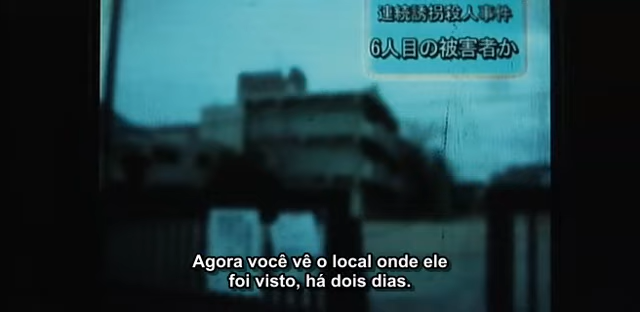 連続誘拐殺人事件
6人目の被害者か
Agora você vê o local onde ele
foi visto, há dois dias.